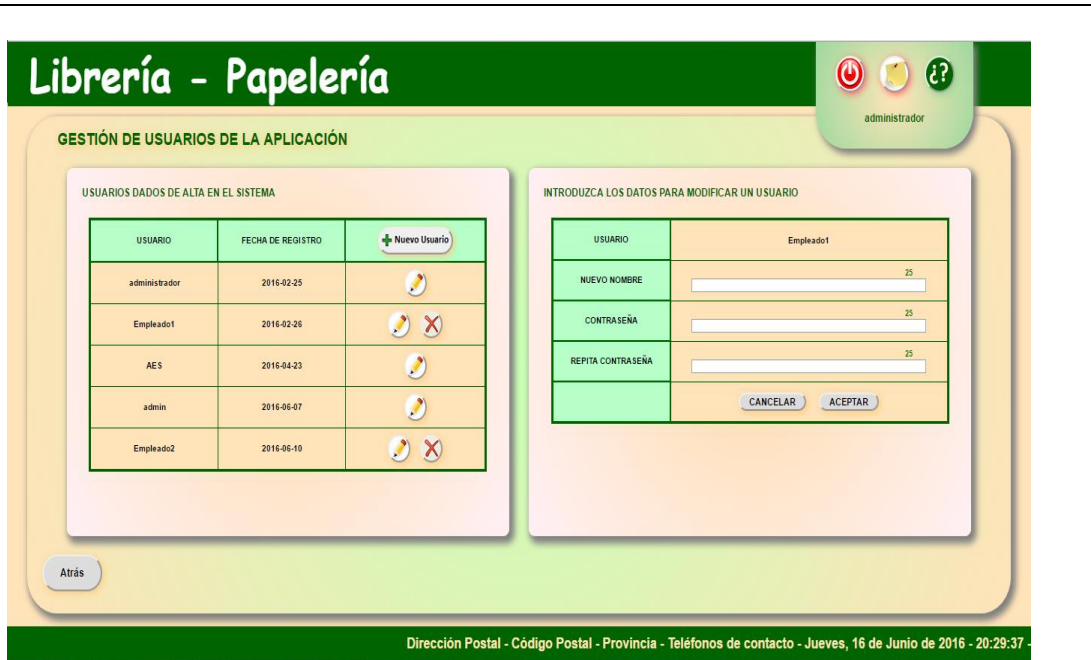 Librería - Papelería
¿?
administrador
GESTIÓN DE USUARIOS DE LA APLICACIÓN
USUARIOS DADOS DE ALTA EN EL SISTEMA
USUARIO FECHA DE REGISTRO Nuevo Usuario
administrador 2016-02-25
Empleado1 2016-02-26
AES 2016-04-23
admin 2016-06-07
Empleado2 2016-06-10
INTRODUZCA LOS DATOS PARA MODIFICAR UN USUARIO
USUARIO Empleado1
25
NUEVO NOMBRE
25
CONTRASEÑA
25
REPITA CONTRASEÑA
CANCELAR ACEPTAR
Atrás
Dirección Postal - Código Postal - Provincia - Teléfonos de contacto - Jueves, 16 de Junio de 2016 - 20:29:37 -